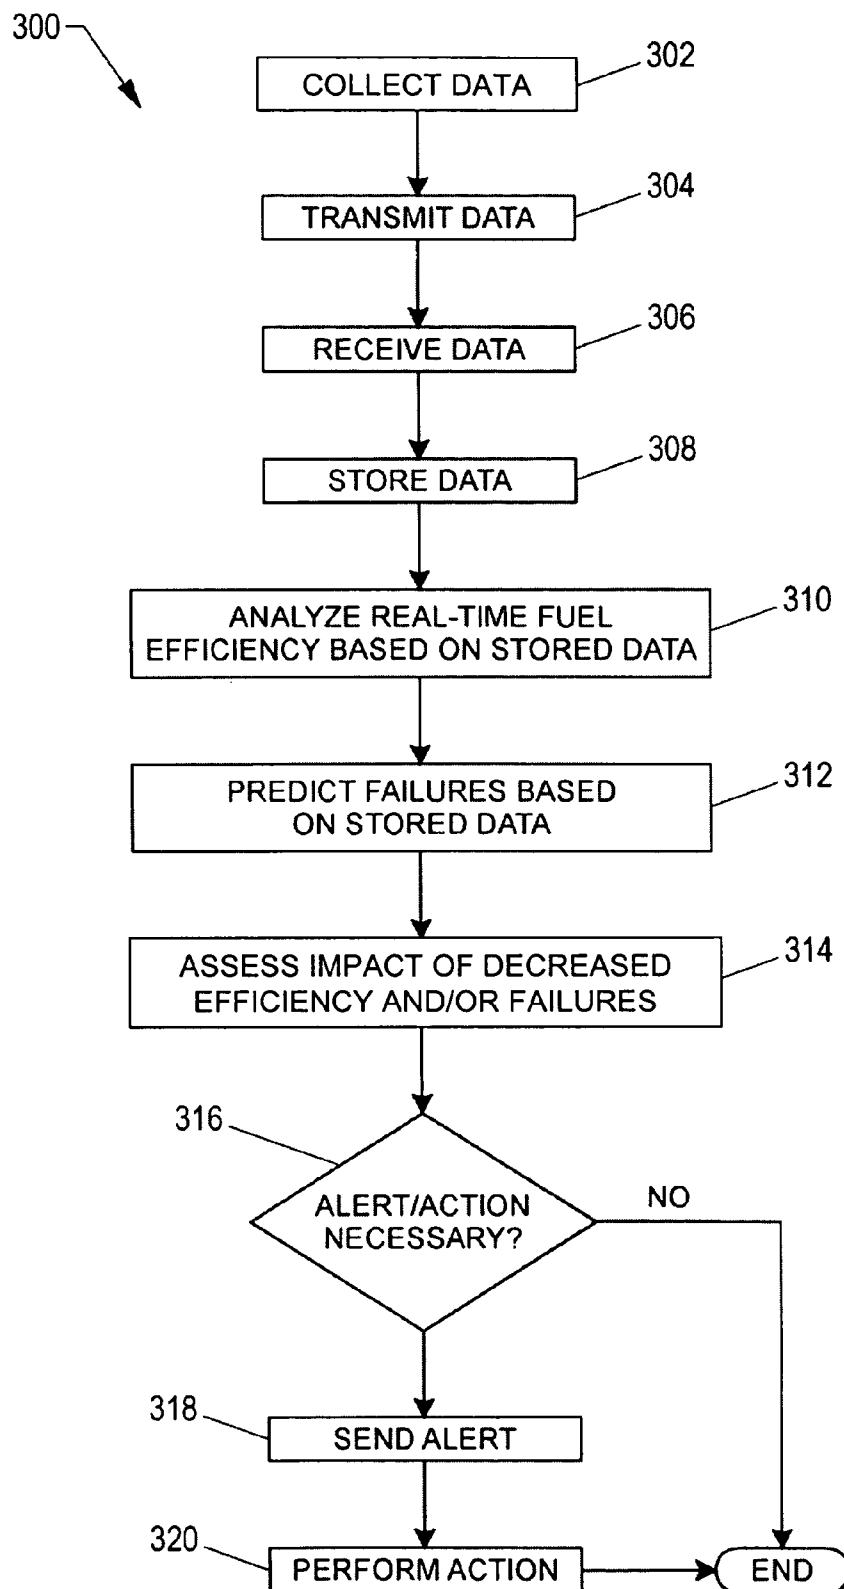 300
COLLECT DATA
302
TRANSMIT DATA
304
RECEIVE DATA
306
STORE DATA
308
ANALYZE REAL-TIME FUEL
EFFICIENCY BASED ON STORED DATA
310
PREDICT FAILURES BASED
ON STORED DATA
312
ASSESS IMPACT OF DECREASED
EFFICIENCY AND/OR FAILURES
314
316
ALERT/ACTION
NECESSARY?
NO
318
SEND ALERT
320
PERFORM ACTION
END